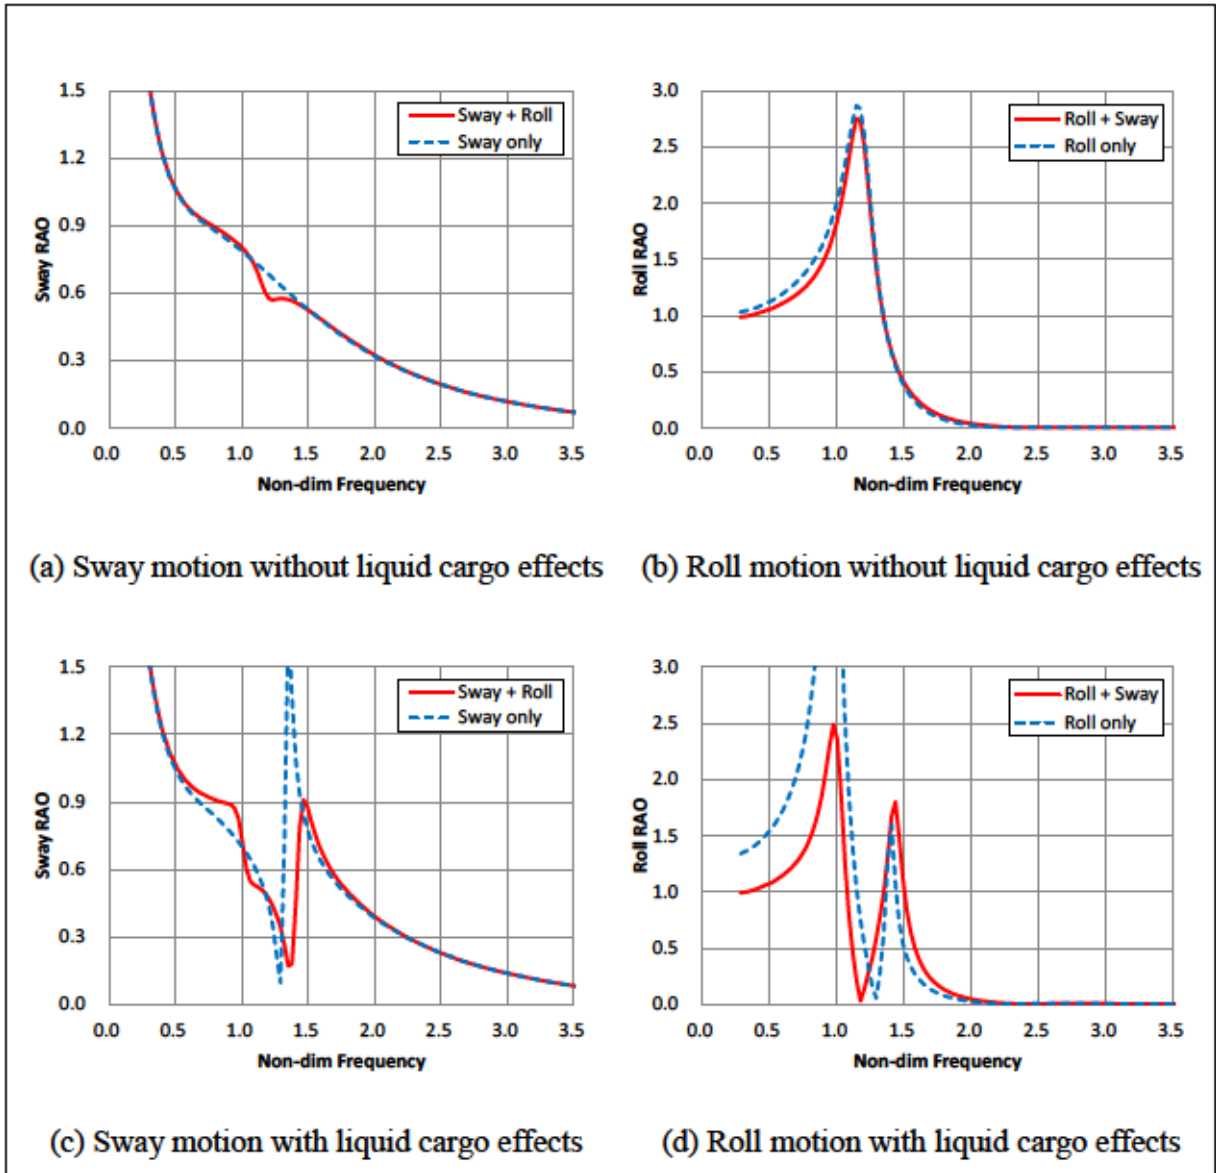 1.5
1.2
0.9
0.6
0.3
0.0
Sway RAO
Sway + Roll
Sway only
0.0 0.5 1.0 1.5 2.0 2.5 3.0 3.5
Non-dim Frequency
(a) Sway motion without liquid cargo effects
3.0
2.5
2.0
1.5
1.0
0.5
0.0
Roll RAO
Roll + Sway
Roll only
0.0 0.5 1.0 1.5 2.0 2.5 3.0 3.5
Non-dim Frequency
(b) Roll motion without liquid cargo effects
1.5
1.2
0.9
0.6
0.3
0.0
Sway RAO
Sway + Roll
Sway only
0.0 0.5 1.0 1.5 2.0 2.5 3.0 3.5
Non-dim Frequency
(c) Sway motion with liquid cargo effects
3.0
2.5
2.0
1.5
1.0
0.5
0.0
Roll RAO
Roll + Sway
Roll only
0.0 0.5 1.0 1.5 2.0 2.5 3.0 3.5
Non-dim Frequency
(d) Roll motion with liquid cargo effects